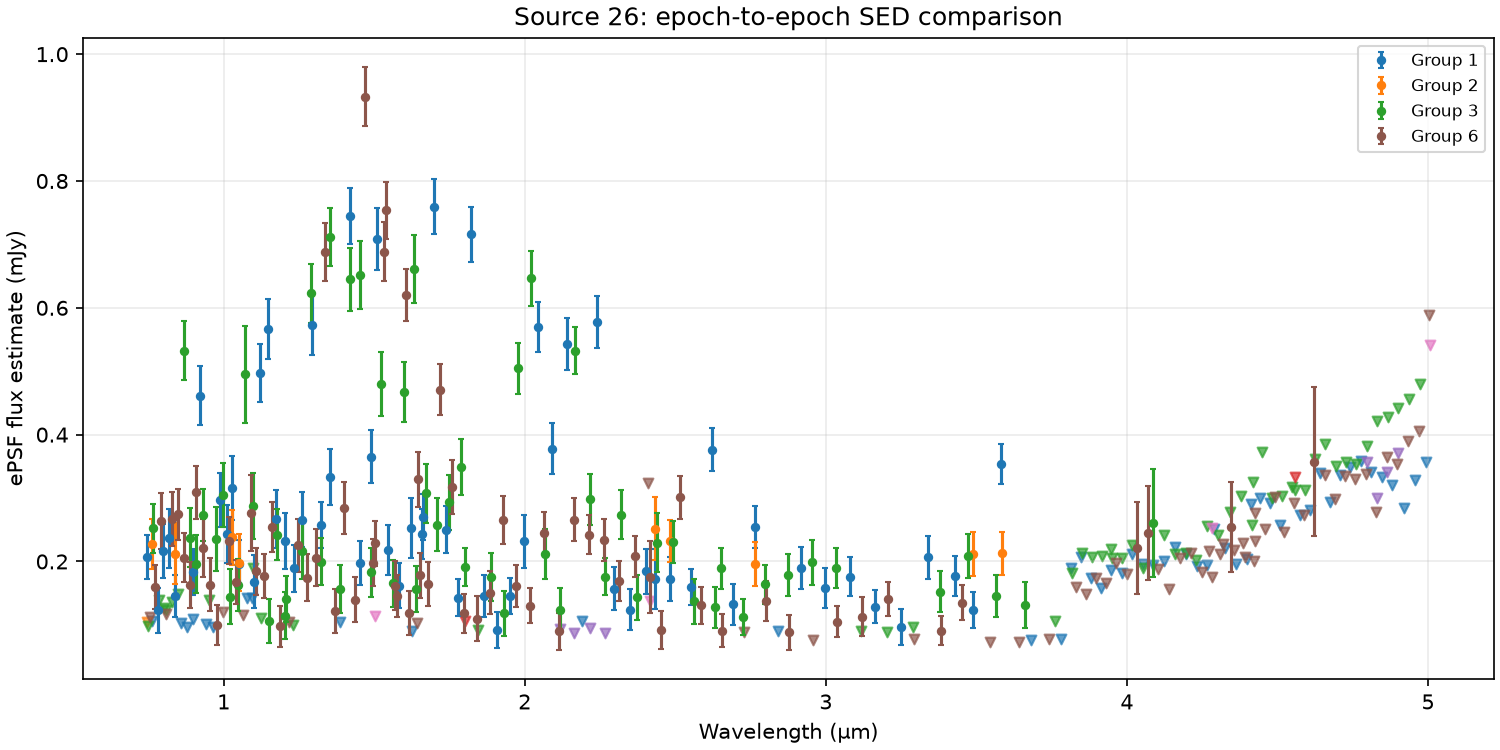 Source 26: epoch-to-epoch SED comparison
ePSF flux estimate (mJy)
1.0
0.8
0.6
0.4
0.2
Group 1
Group 2
Group 3
Group 6
1 2 3 4 5
Wavelength (μm)